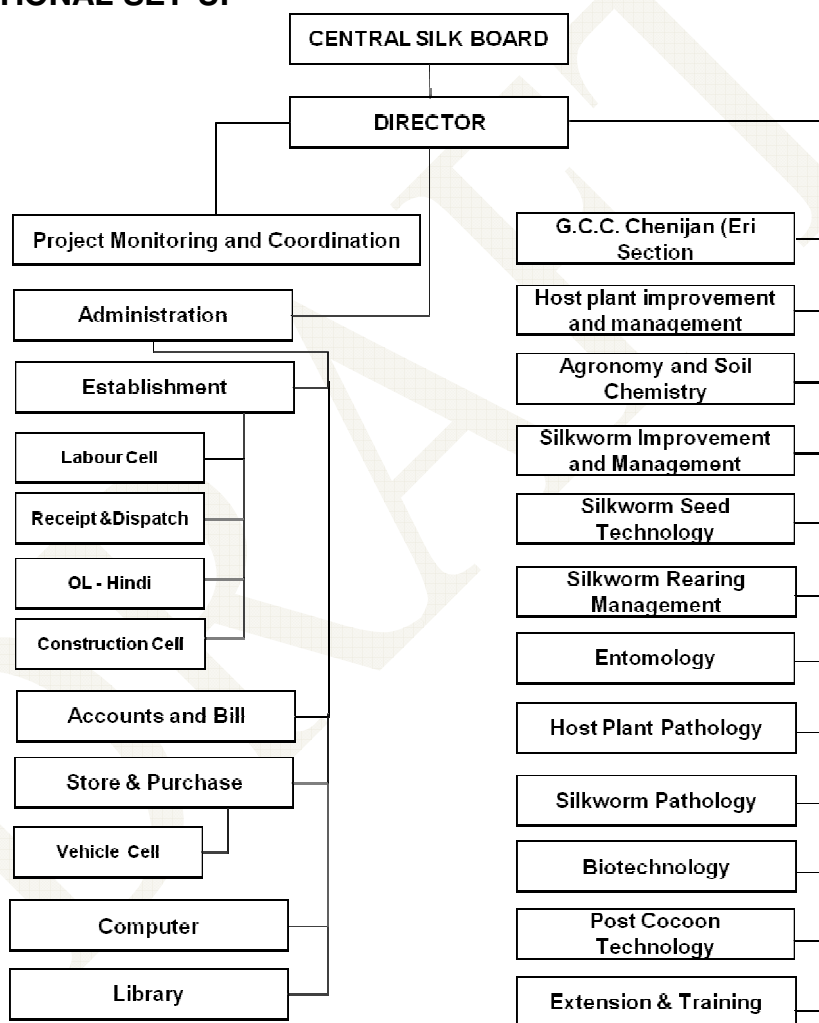 CENTRAL SILK BOARD
DIRECTOR
Project Monitoring and Coordination
Administration
Establishment
Labour Cell
Receipt &Dispatch
OL - Hindi
Construction Cell
Accounts and Bill
Store & Purchase
Vehicle Cell
Computer
Library
G.C.C. Chenijan (Eri
Section
Host plant improvement
and management
Agronomy and Soil
Chemistry
Silkworm Improvement
and Management
Silkworm Seed
Technology
Silkworm Rearing
Management
Entomology
Host Plant Pathology
Silkworm Pathology
Biotechnology
Post Cocoon
Technology
Extension & Training
DRAFT